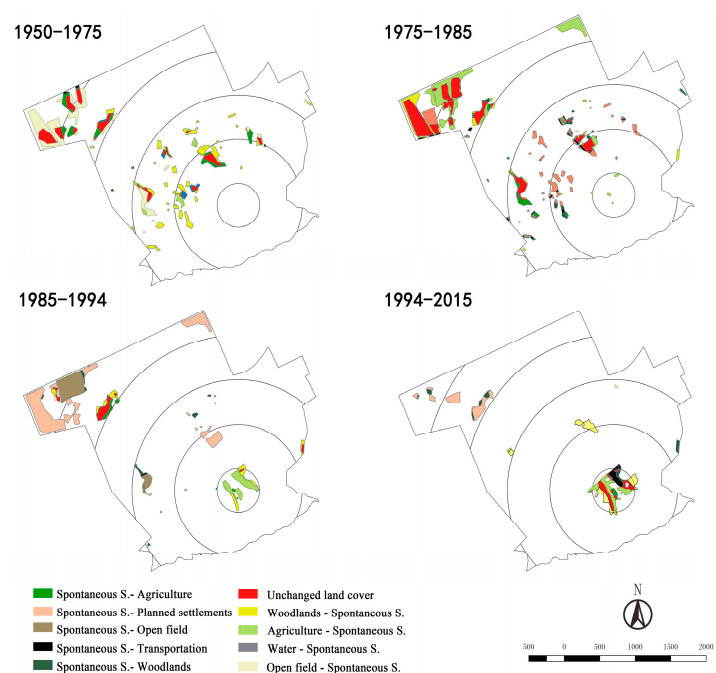 1950-1975
1975-1985
1985-1994
1994-2015
Spontaneous S.- Agriculture
Spontaneous S.- Planned settlements
Spontaneous S.- Open field
Spontaneous S.- Transportation
Spontaneous S.- Woodlands
Unchanged land cover
Woodlands - Spontancous S.
Agriculture - Spontaneous S.
Water - Spontaneous S.
Open field - Spontaneous S.
N
500 0 500 1000 1500 2000